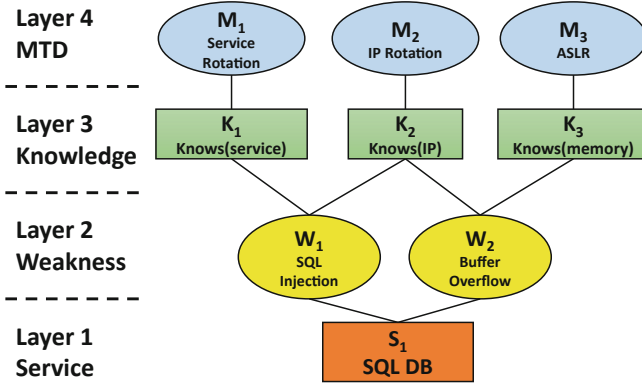 Layer 4
MTD
M₁
Service
Rotation
M₂
IP Rotation
M₃
ASLR
Layer 3
Knowledge
K₁
Knows(service)
K₂
Knows(IP)
K₃
Knows(memory)
Layer 2
Weakness
W₁
SQL
Injection
W₂
Buffer
Overflow
Layer 1
Service
S₁
SQL DB